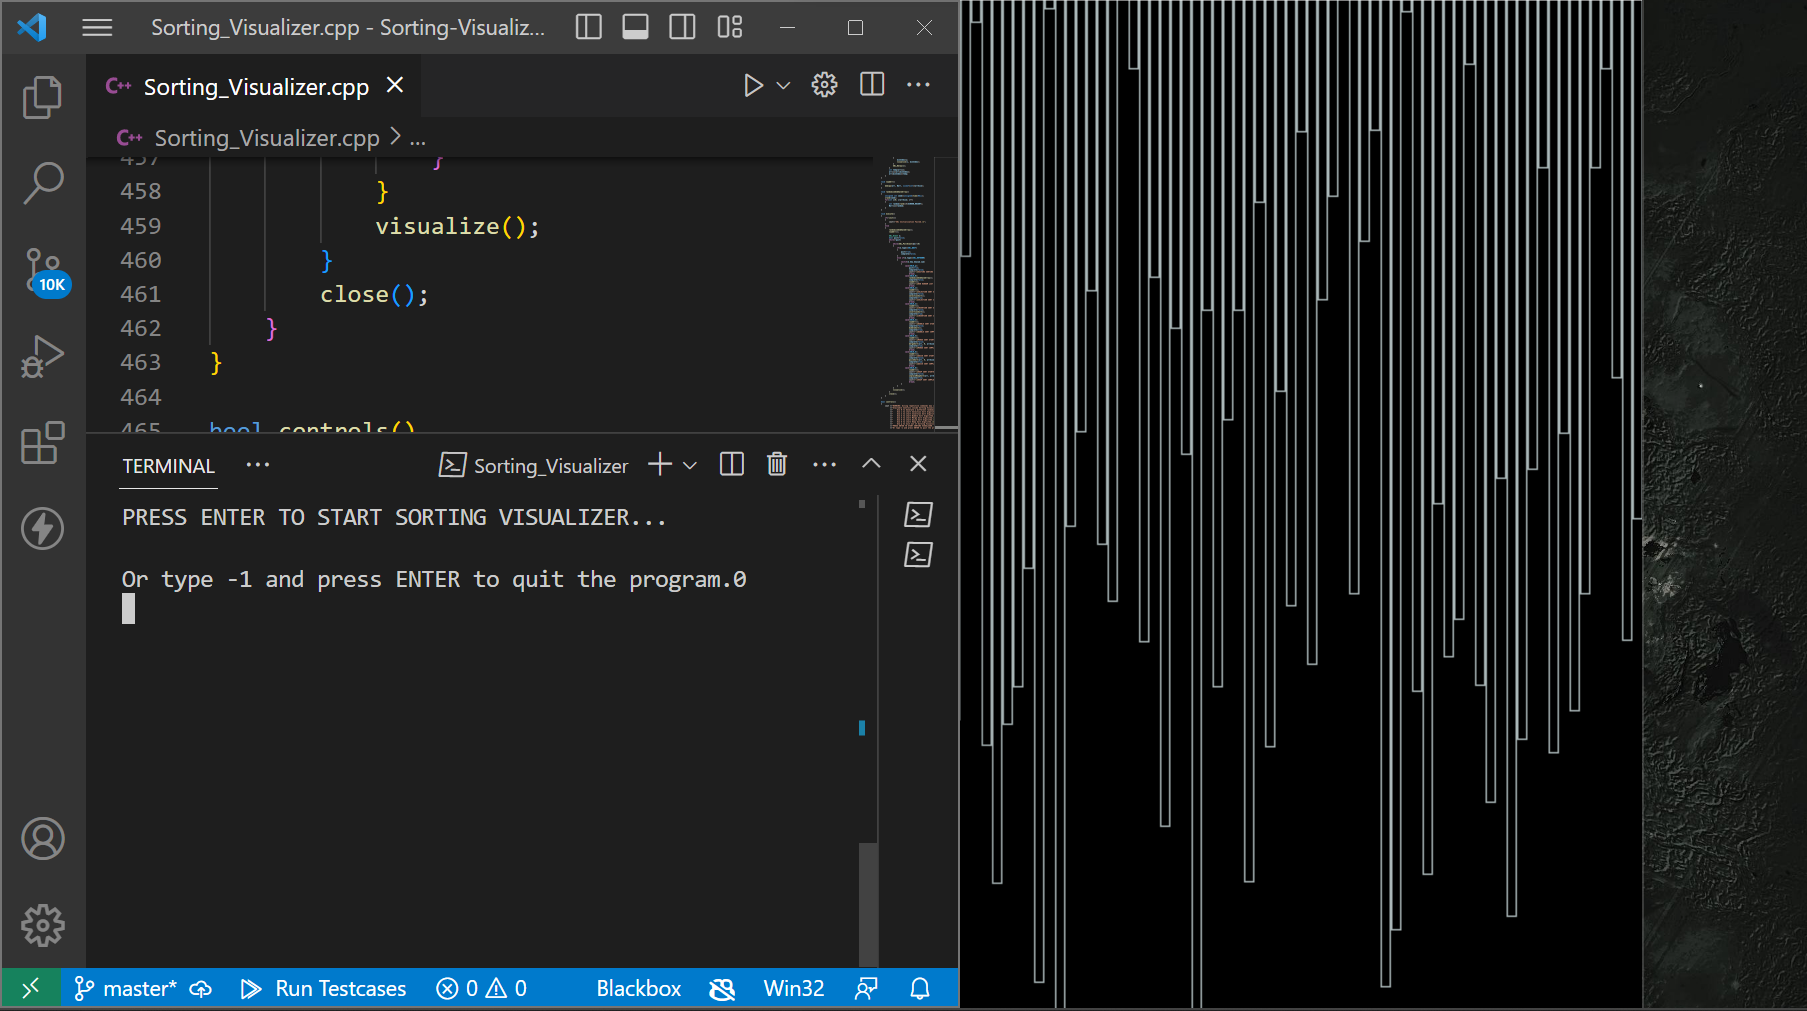 Sorting_Visualizer.cpp - Sorting-Visualiz...
C++ Sorting_Visualizer.cpp
C++ Sorting_Visualizer.cpp > ...
457 }
458 }
459 visualize();
460 }
461 close();
462 }
463 }
464
465 bool controls()
10K
TERMINAL ... Sorting_Visualizer
PRESS ENTER TO START SORTING VISUALIZER...
Or type -1 and press ENTER to quit the program.0
master* Run Testcases 0 0 Blackbox Win32